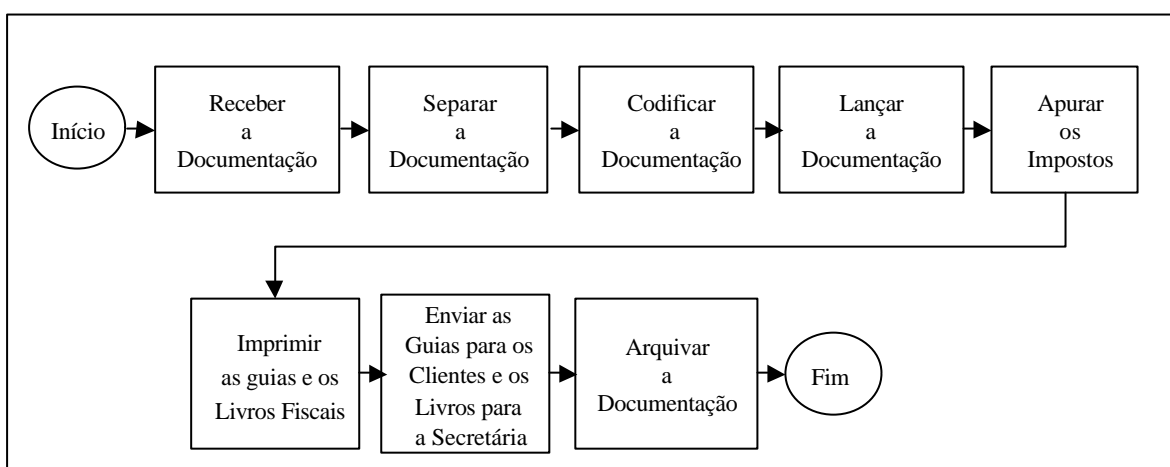 Início
Receber
a
Documentação
Separar
a
Documentação
Codificar
a
Documentação
Lançar
a
Documentação
Apurar
os
Impostos
Imprimir
as guias e os
Livros Fiscais
Enviar as
Guias para os
Clientes e os
Livros para
a Secretária
Arquivar
a
Documentação
Fim